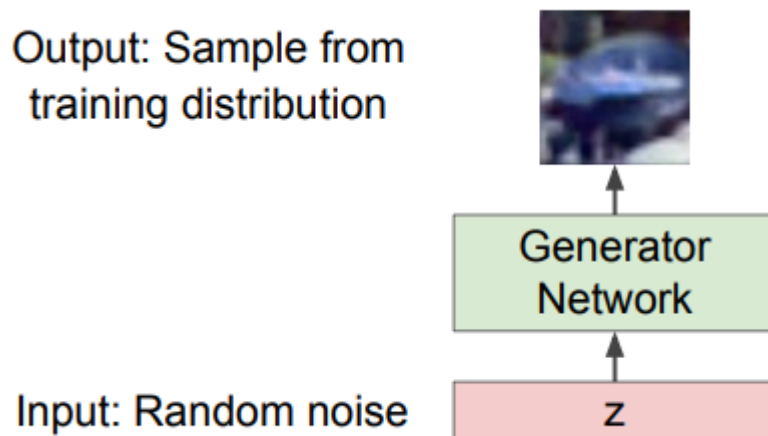 Output: Sample from
training distribution
Generator
Network
Input: Random noise
z